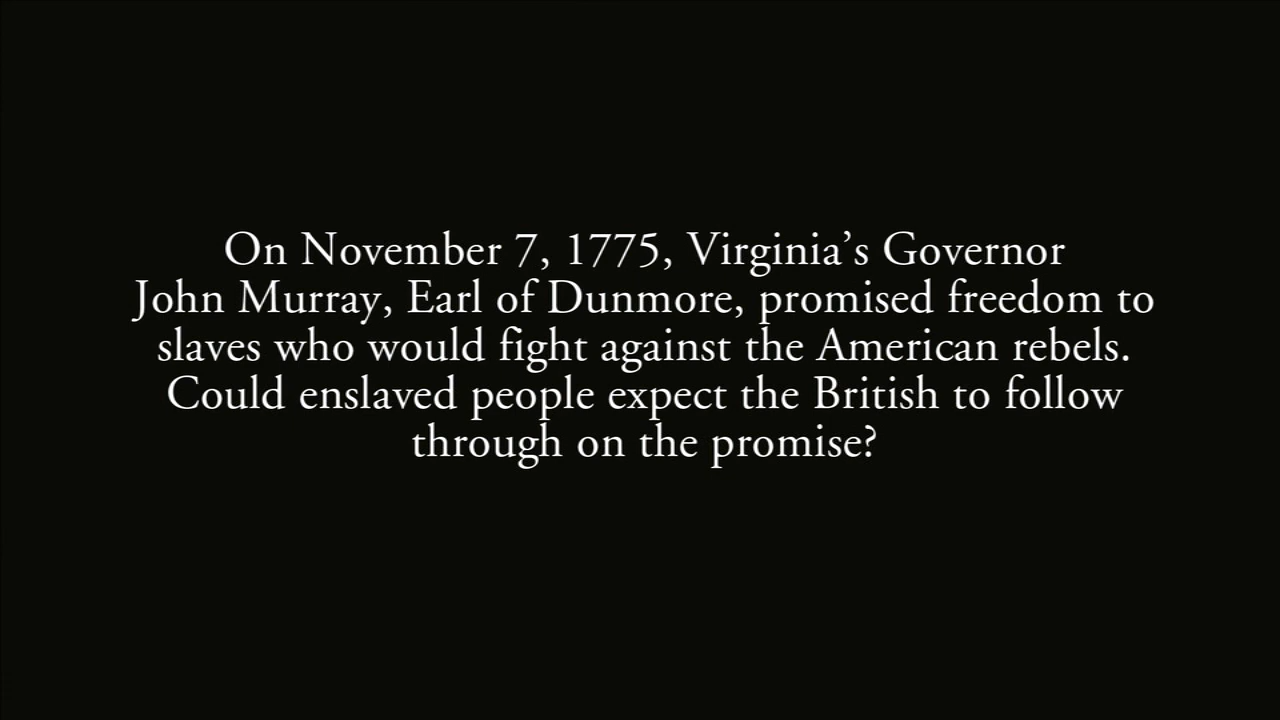 On November 7, 1775, Virginia’s Governor
John Murray, Earl of Dunmore, promised freedom to
slaves who would fight against the American rebels.
Could enslaved people expect the British to follow
through on the promise?